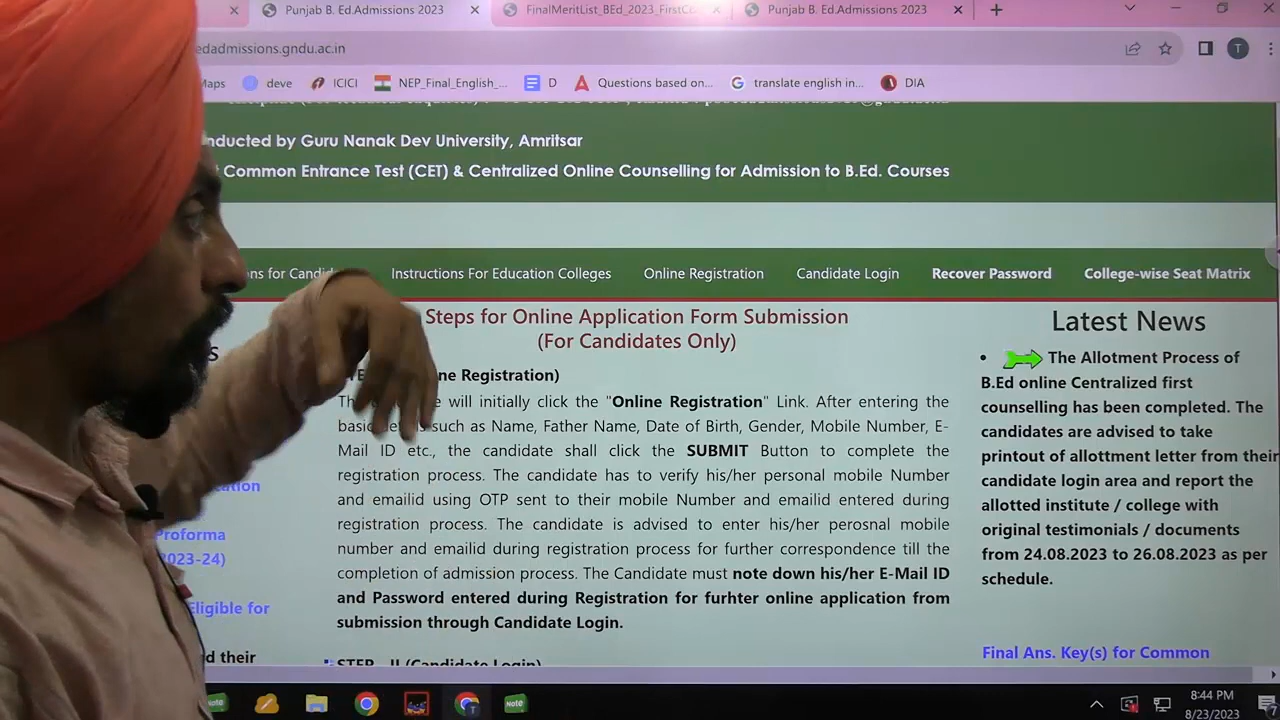 Punjab B. Ed.Admissions 2023
FinalMeritList_BEd_2023_FirstCo
Punjab B. Ed.Admissions 2023
edadmissions.gndu.ac.in
T
Maps
deve
ICICI
NEP_Final_English_...
D
Questions based on...
translate english in...
DIA
nducted by Guru Nanak Dev University, Amritsar
Common Entrance Test (CET) & Centralized Online Counselling for Admission to B.Ed. Courses
Instructions For Education Colleges
Online Registration
Candidate Login
Recover Password
College-wise Seat Matrix
Steps for Online Application Form Submission
(For Candidates Only)
ne Registration)
will initially click the "Online Registration" Link. After entering the
such as Name, Father Name, Date of Birth, Gender, Mobile Number, E-
Mail ID etc., the candidate shall click the SUBMIT Button to complete the
registration process. The candidate has to verify his/her personal mobile Number
and emailid using OTP sent to their mobile Number and emailid entered during
registration process. The candidate is advised to enter his/her perosnal mobile
number and emailid during registration process for further correspondence till the
completion of admission process. The Candidate must note down his/her E-Mail ID
and Password entered during Registration for furhter online application from
submission through Candidate Login.
STEP - II (Candidate Login)
Proforma
2023-24)
Eligible for
their
Latest News
The Allotment Process of
B.Ed online Centralized first
counselling has been completed. The
candidates are advised to take
printout of allottment letter from their
candidate login area and report the
allotted institute / college with
original testimonials / documents
from 24.08.2023 to 26.08.2023 as per
schedule.
Final Ans. Key(s) for Common
Note
Note
8:44 PM
8/23/2023
7